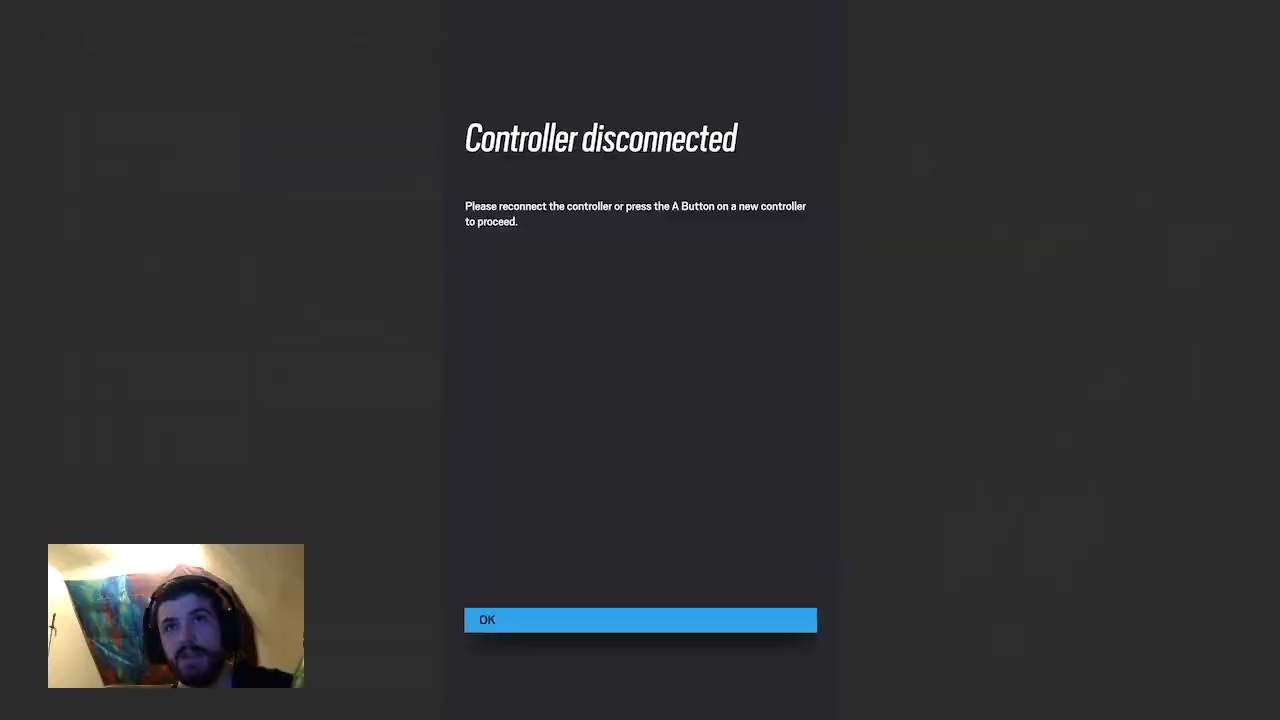 Controller disconnected
Please reconnect the controller or press the A Button on a new controller
to proceed.
OK